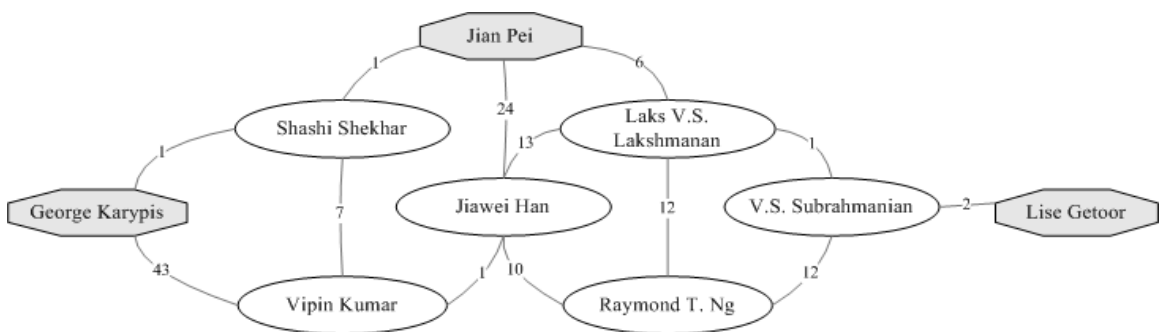 Jian Pei
1
6
24
Shashi Shekhar
Laks V.S.
Lakshmanan
13
1
1
George Karypis
7
Jiawei Han
12
V.S. Subrahmanian
2
Lise Getoor
43
1
10
12
Vipin Kumar
Raymond T. Ng